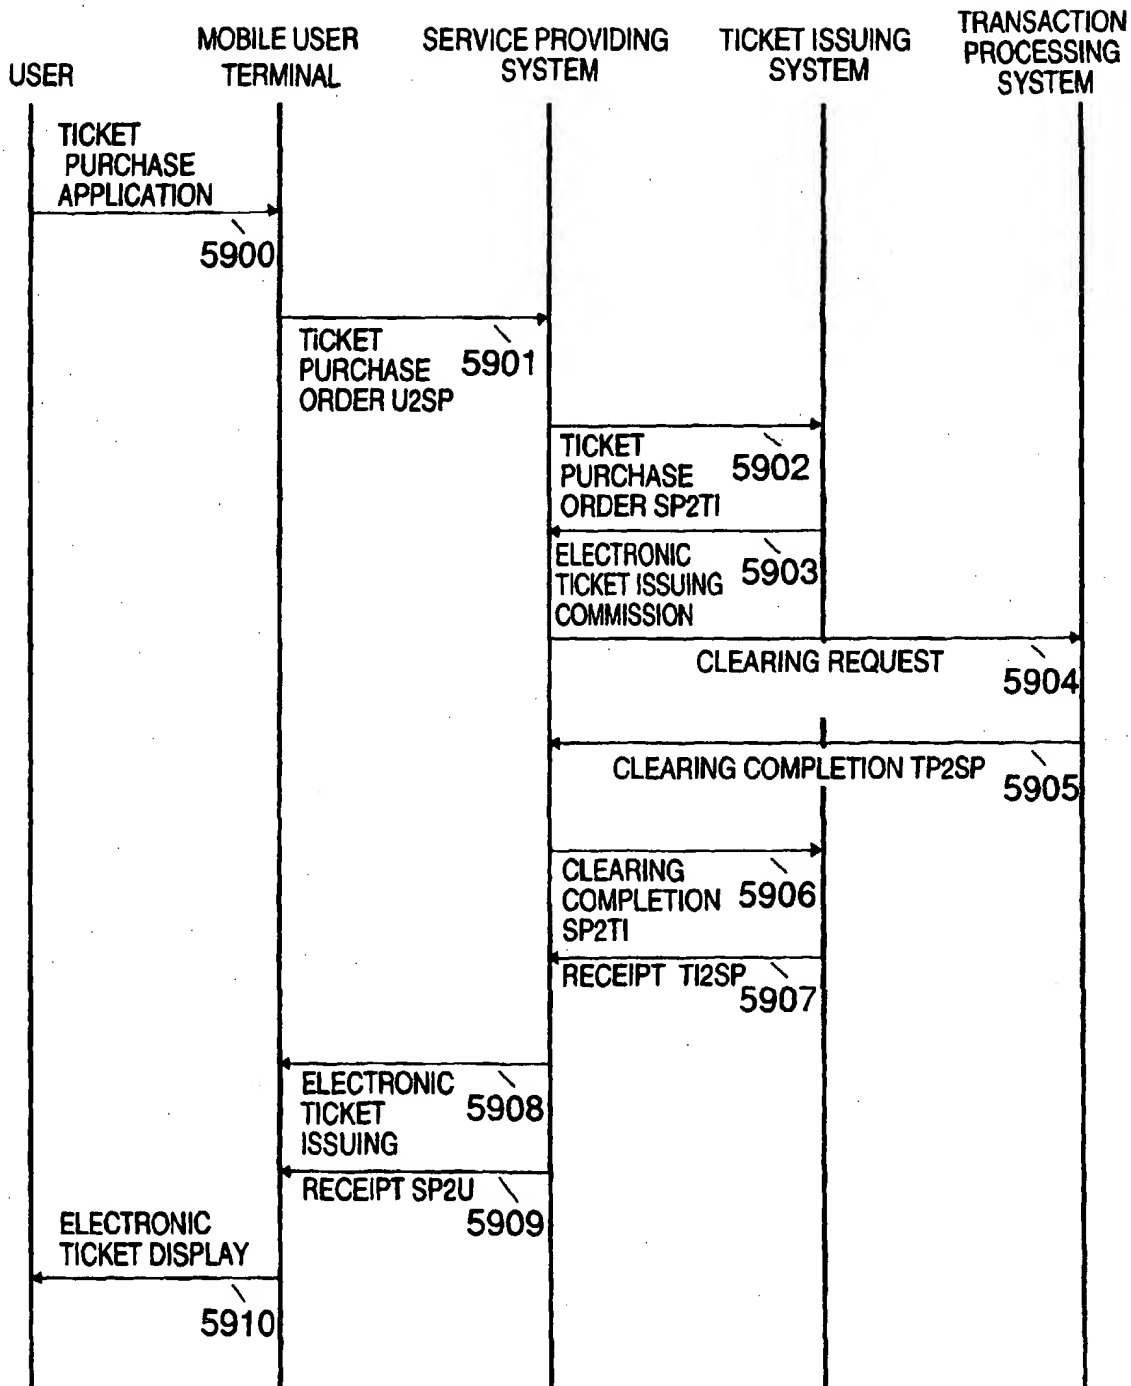 USER
MOBILE USER
TERMINAL
SERVICE PROVIDING
SYSTEM
TICKET ISSUING
SYSTEM
TRANSACTION
PROCESSING
SYSTEM
TICKET
PURCHASE
APPLICATION
5900
TICKET
PURCHASE
ORDER U2SP
5901
TICKET
PURCHASE
ORDER SP2TI
5902
ELECTRONIC
TICKET ISSUING
COMMISSION
5903
CLEARING REQUEST
5904
CLEARING COMPLETION TP2SP
5905
CLEARING
COMPLETION
SP2TI
5906
RECEIPT TI2SP
5907
ELECTRONIC
TICKET
ISSUING
5908
RECEIPT SP2U
5909
ELECTRONIC
TICKET DISPLAY
5910